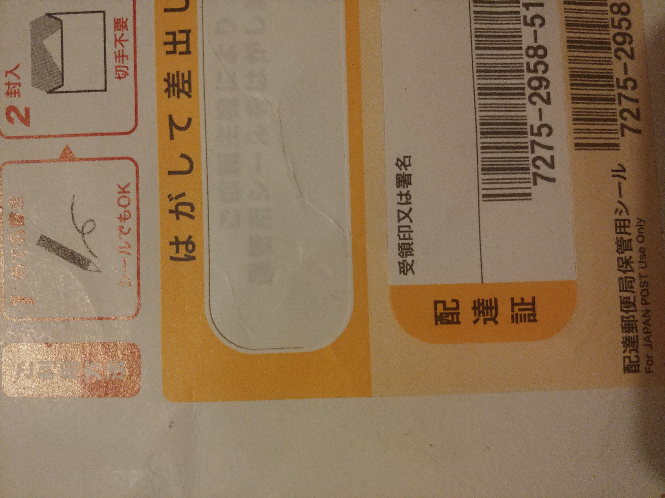 2 封入
切手不要
シールでもOK
はがして差出し
受領印又は署名
7275-2958-51
配達証
7275-2958
配達郵便局保管用シール
For JAPAN POST Use Only